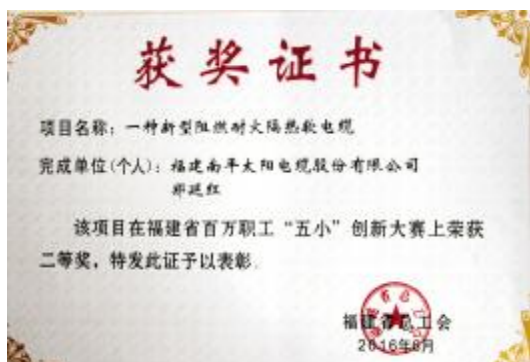 获奖证书
项目名称：一种新型阻燃耐火隔热软电缆
完成单位(个人)：福建南平太阳电缆股份有限公司
郑延红
该项目在福建省百万职工“五小”创新大赛上荣获
二等奖，特发此证予以表彰.
福建省总工会
2016年6月